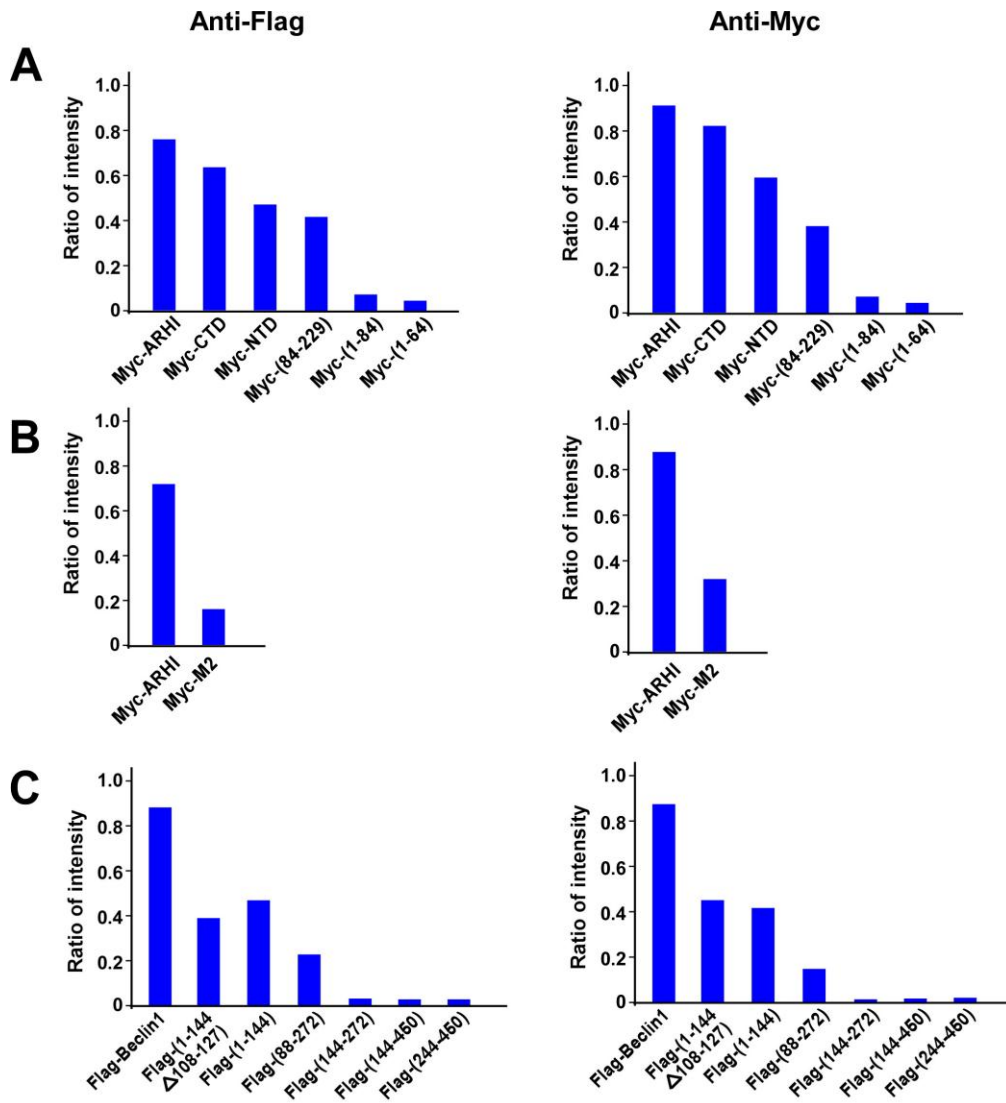 Anti-Flag
Anti-Myc
A
Ratio of intensity
1.0
0.8
0.6
0.4
0.2
0
Myc-ARHI
Myc-CTD
Myc-NTD
Myc-(84-229)
Myc-(1-84)
Myc-(1-64)
Ratio of intensity
1.0
0.8
0.6
0.4
0.2
0
Myc-ARHI
Myc-CTD
Myc-NTD
Myc-(84-229)
Myc-(1-84)
Myc-(1-64)
B
Ratio of intensity
1.0
0.8
0.6
0.4
0.2
0
Myc-ARHI
Myc-M2
Ratio of intensity
1.0
0.8
0.6
0.4
0.2
0
Myc-ARHI
Myc-M2
C
Ratio of intensity
1.0
0.8
0.6
0.4
0.2
0
Flag-Beclin1
Flag-(1-144
Δ108-127)
Flag-(1-144)
Flag-(88-272)
Flag-(144-272)
Flag-(144-450)
Flag-(244-450)
Ratio of intensity
1.0
0.8
0.6
0.4
0.2
0
Flag-Beclin1
Flag-(1-144
Δ108-127)
Flag-(1-144)
Flag-(88-272)
Flag-(144-272)
Flag-(144-450)
Flag-(244-450)